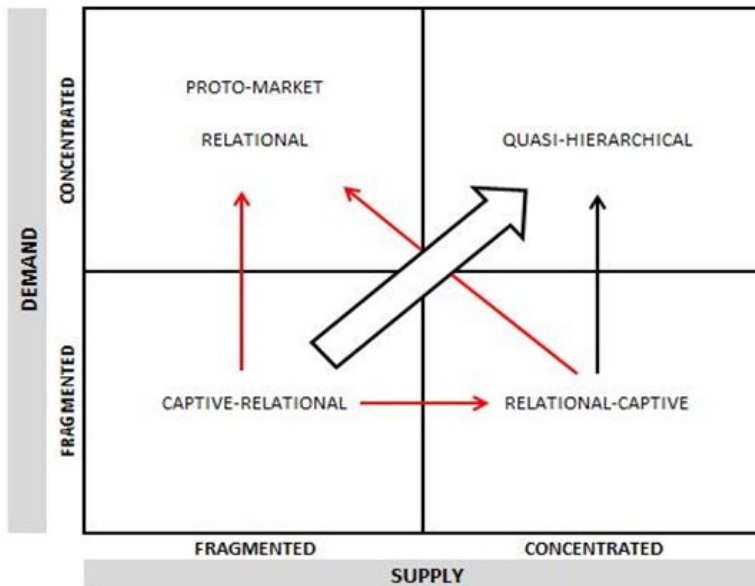 DEMAND
CONCENTRATED
FRAGMENTED
PROTO-MARKET
RELATIONAL
QUASI-HIERARCHICAL
CAPTIVE-RELATIONAL
RELATIONAL-CAPTIVE
FRAGMENTED
CONCENTRATED
SUPPLY